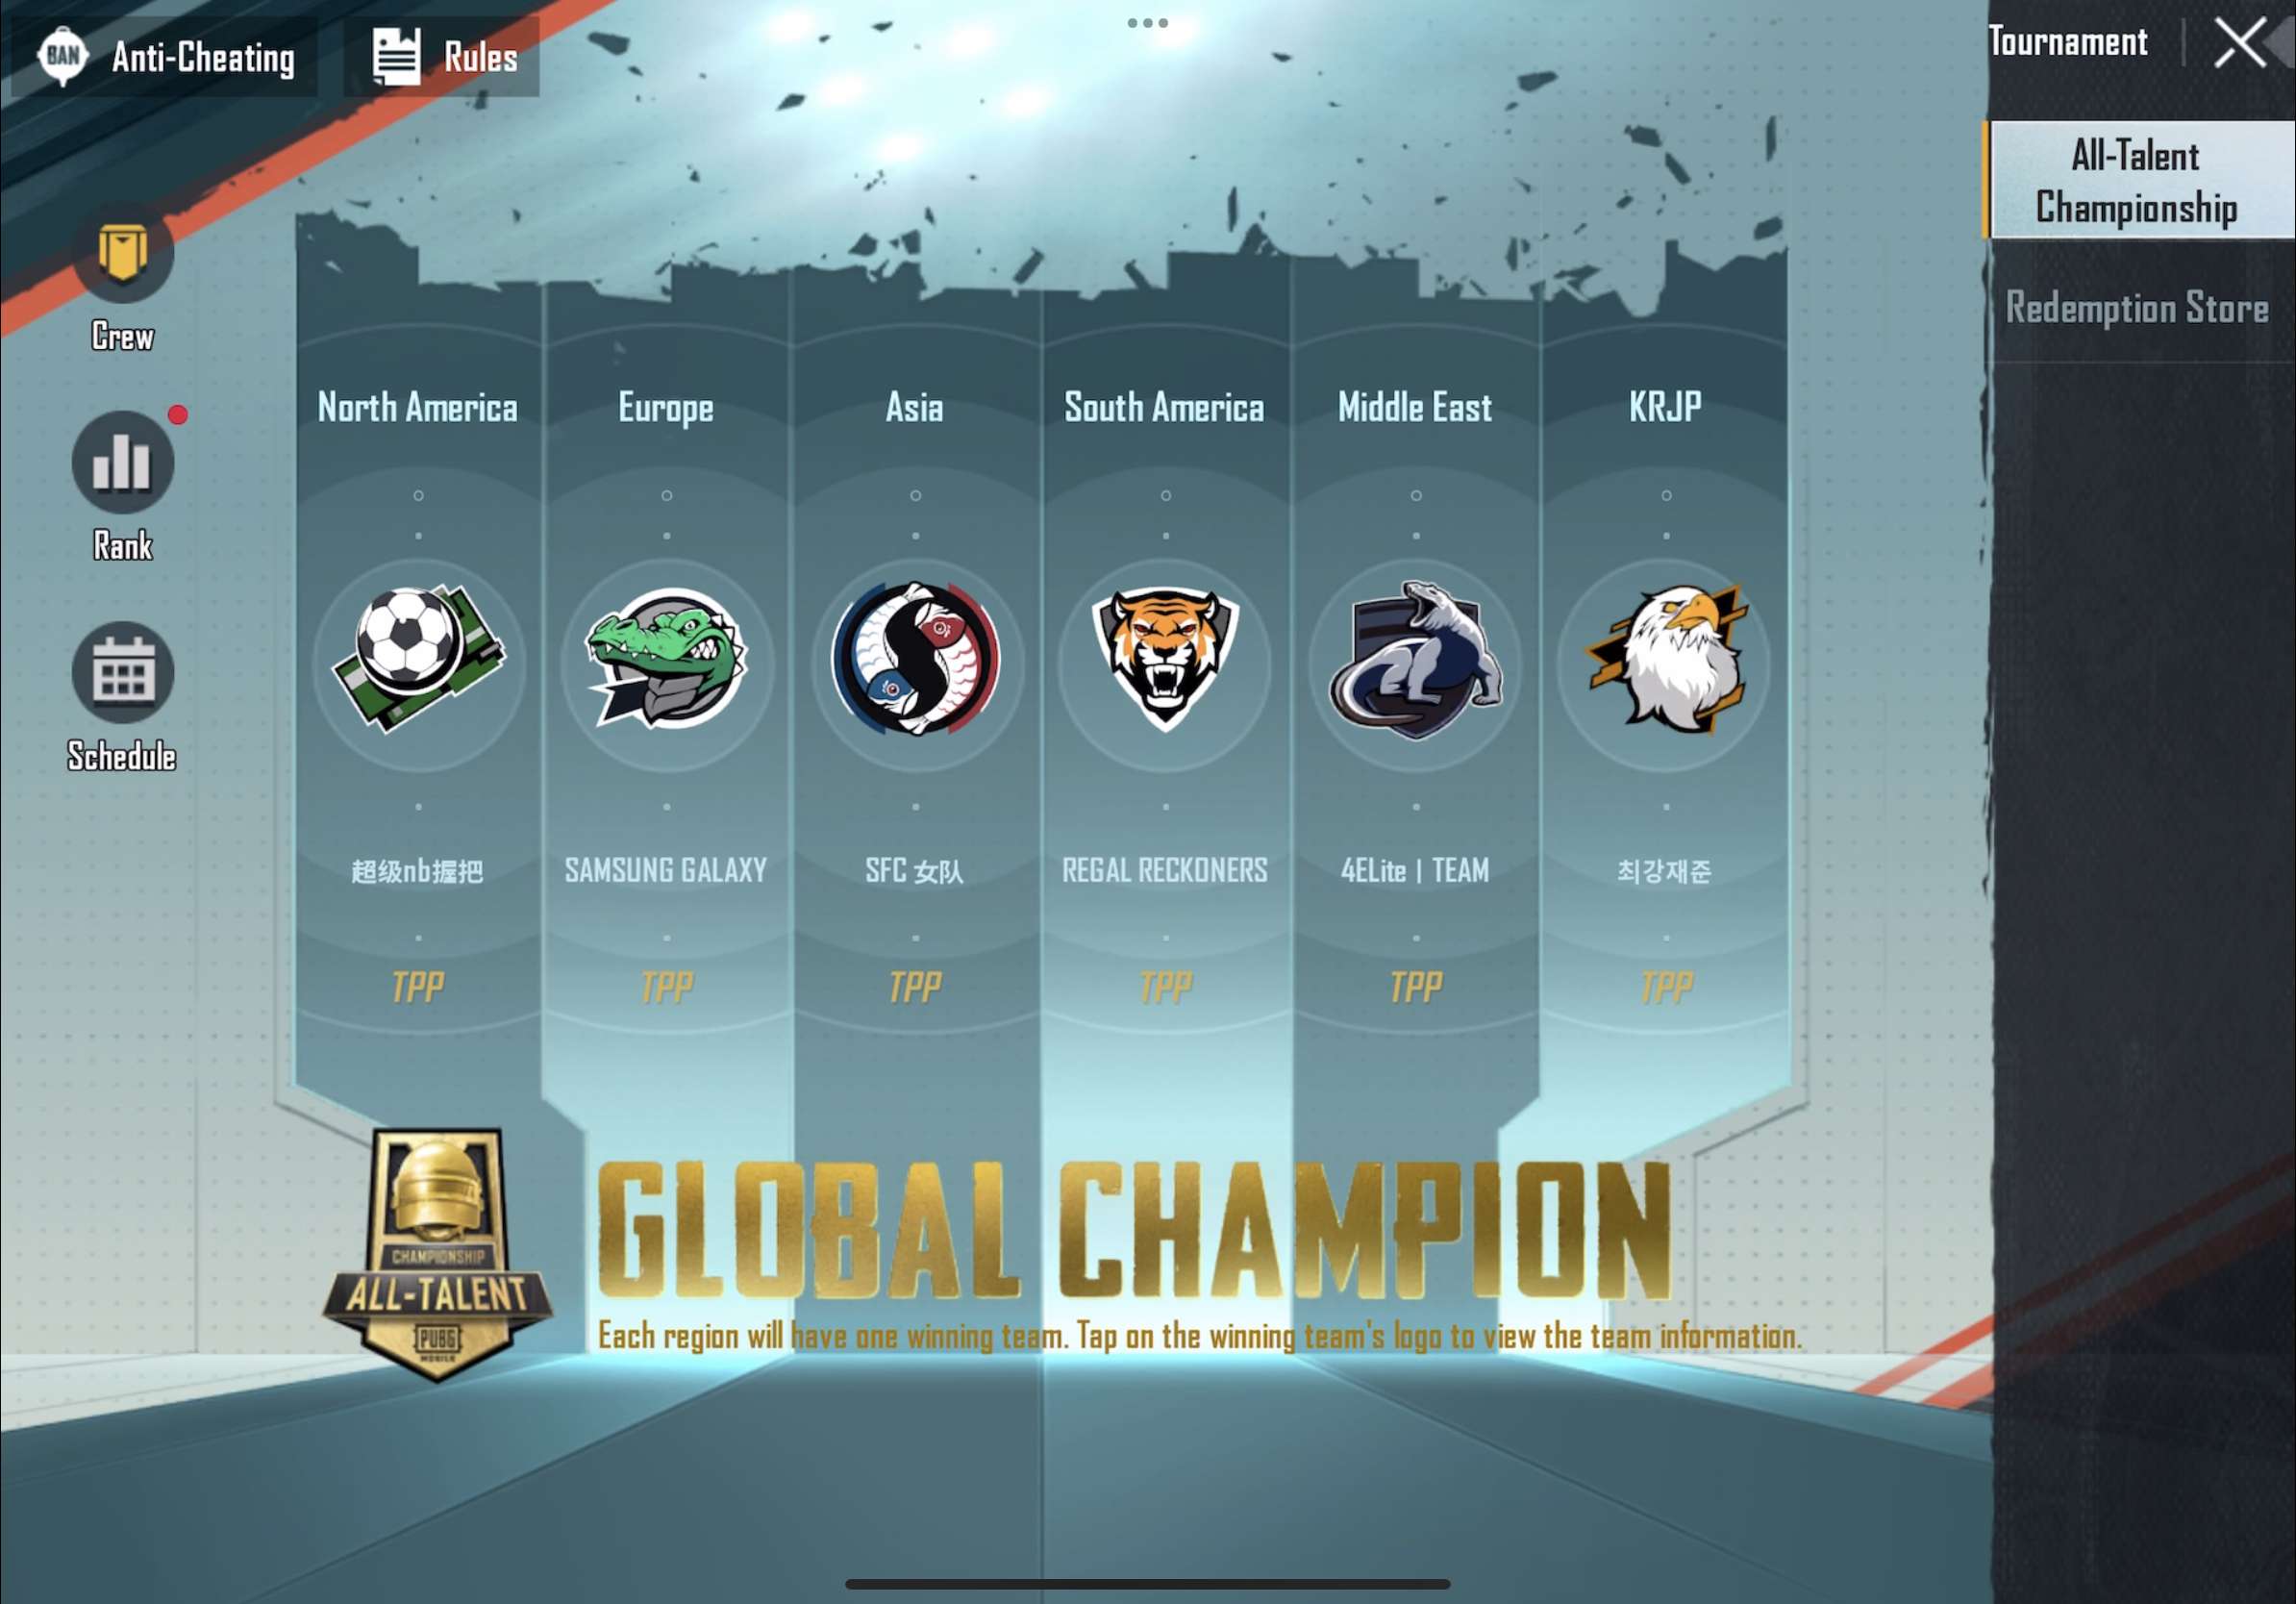 BAN
Anti-Cheating
Rules
Tournament
All-Talent
Championship
Redemption Store
Crew
Rank
Schedule
North America
Europe
Asia
South America
Middle East
KRJP
超级nb握把
SAMSUNG GALAXY
SFC 女队
REGAL RECKONERS
4ELite | TEAM
최강재준
TPP
TPP
TPP
TPP
TPP
TPP
CHAMPIONSHIP
ALL-TALENT
PUBG
MOBILE
GLOBAL CHAMPION
Each region will have one winning team. Tap on the winning team's logo to view the team information.